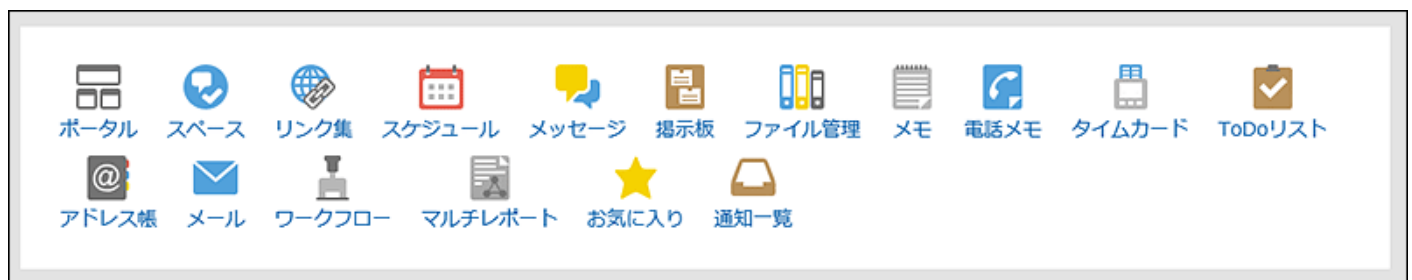 ポータル スペース リンク集 スケジュール メッセージ 掲示板 ファイル管理 メモ 電話メモ タイムカード ToDoリスト
アドレス帳 メール ワークフロー マルチレポート お気に入り 通知一覧